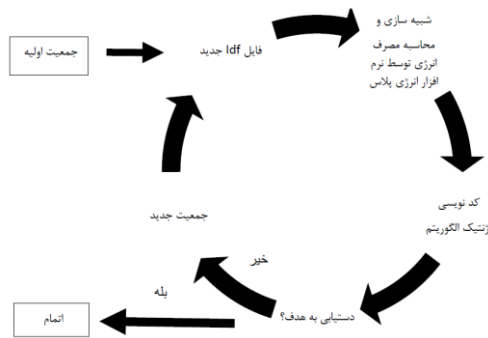 جمعیت اولیه
فایل Idf جدید
شبیه سازی و
محاسبه مصرف
انرژی توسط نرم
افزار انرژی پلاس
کد نویسی
ژنتیک الگوریتم
دستیابی به هدف؟
خیر
جمعیت جدید
بله
اتمام